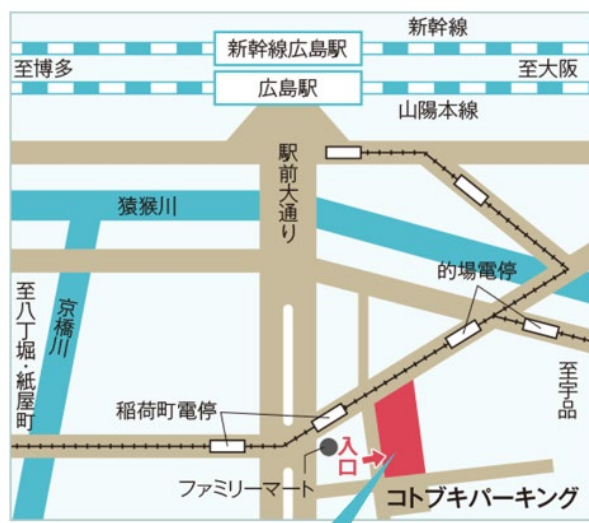 新幹線
新幹線広島駅
至博多
至大阪
広島駅
山陽本線
駅前大通り
猿猴川
的場電停
至八丁堀・紙屋町
京橋川
至宇品
稲荷町電停
入口
ファミリーマート
コトブキパーキング